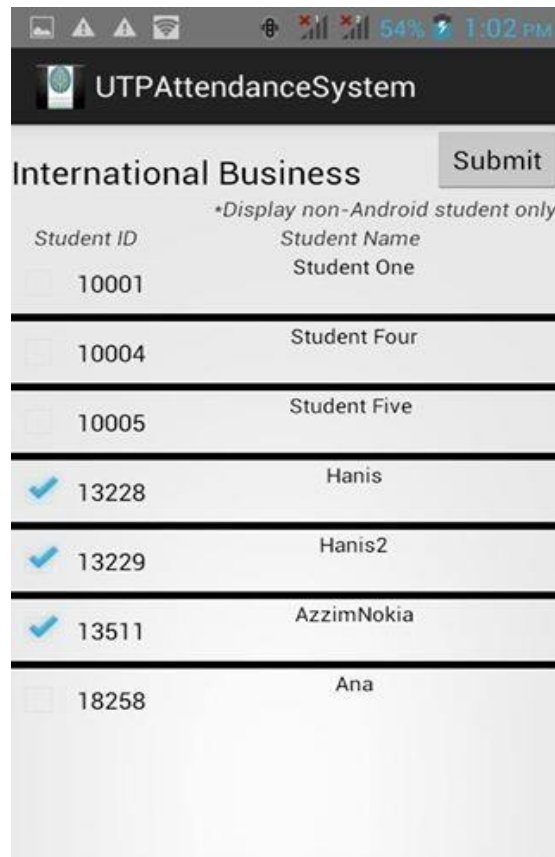 54% 1:02 PM
UTPAttendanceSystem
International Business Submit
*Display non-Android student only
Student ID Student Name
10001 Student One
10004 Student Four
10005 Student Five
13228 Hanis
13229 Hanis2
13511 AzzimNokia
18258 Ana